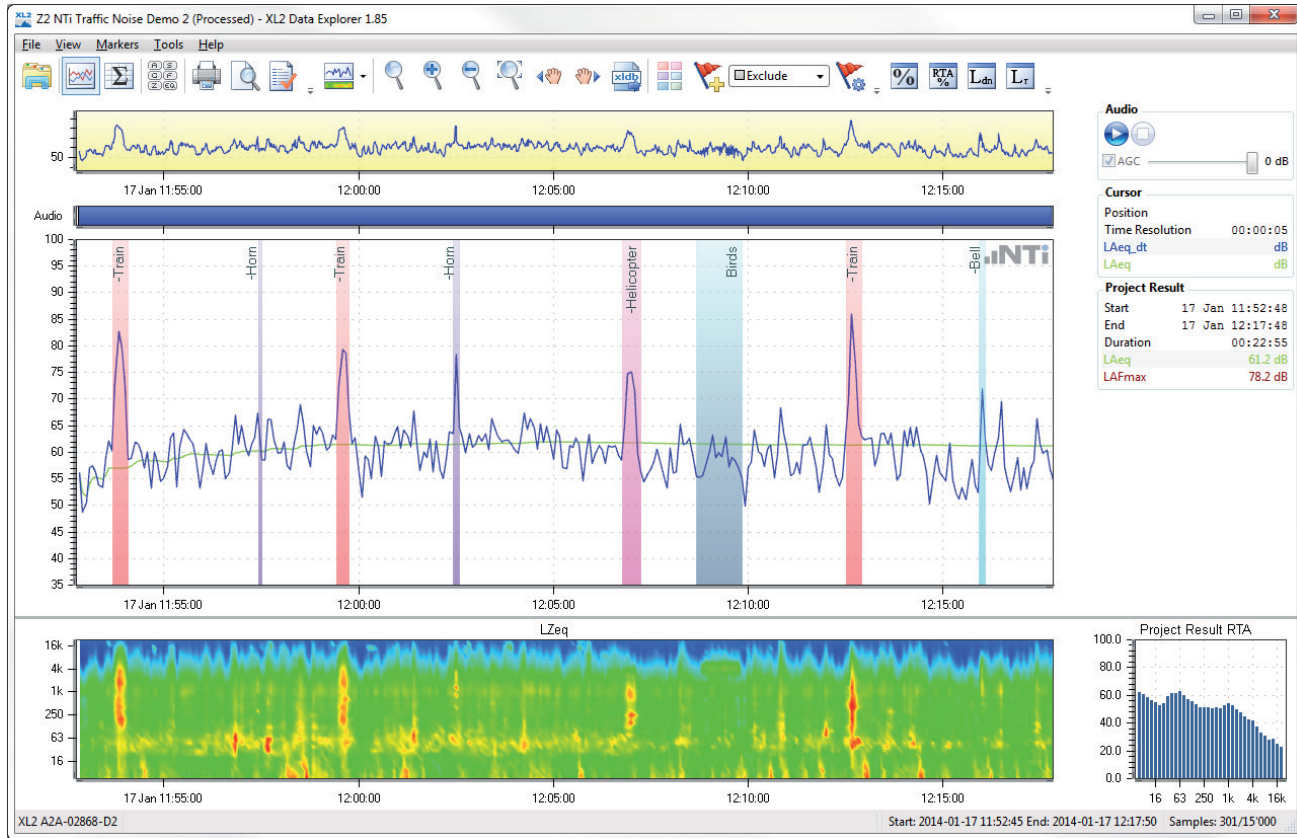 XL2 Z2 NTi Traffic Noise Demo 2 (Processed) - XL2 Data Explorer 1.85
File View Markers Tools Help
xldb Exclude % RTA % Ldn Lr
50
17 Jan 11:55:00 12:00:00 12:05:00 12:10:00 12:15:00
Audio
100
95
90
85
80
75
70
65
60
55
50
45
40
35
-Train
-Horn
-Train
-Horn
-Helicopter
Birds
-Train
-Bell
NTi
17 Jan 11:55:00 12:00:00 12:05:00 12:10:00 12:15:00
Audio
AGC 0 dB
Cursor
Position
Time Resolution 00:00:05
LAeq_dt dB
LAeq dB
Project Result
Start 17 Jan 11:52:48
End 17 Jan 12:17:48
Duration 00:22:55
LAeq 61.2 dB
LAFmax 78.2 dB
LZeq
16k
4k
1k
250
63
16
17 Jan 11:55:00 12:00:00 12:05:00 12:10:00 12:15:00
Project Result RTA
100.0
80.0
60.0
40.0
20.0
0.0
16 63 250 1k 4k 16k
XL2 A2A-02868-D2 Start: 2014-01-17 11:52:45 End: 2014-01-17 12:17:50 Samples: 301/15'000